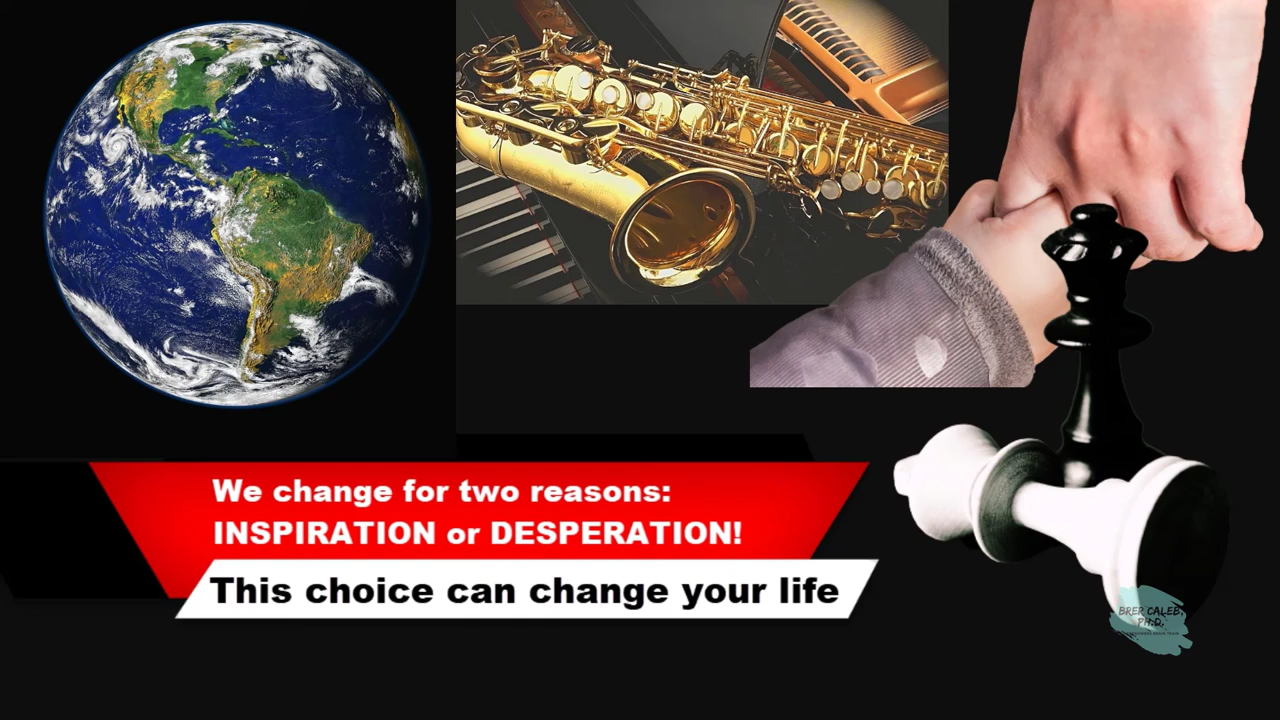 We change for two reasons:
INSPIRATION or DESPERATION!
This choice can change your life
BRER CALEB,
PH.D.